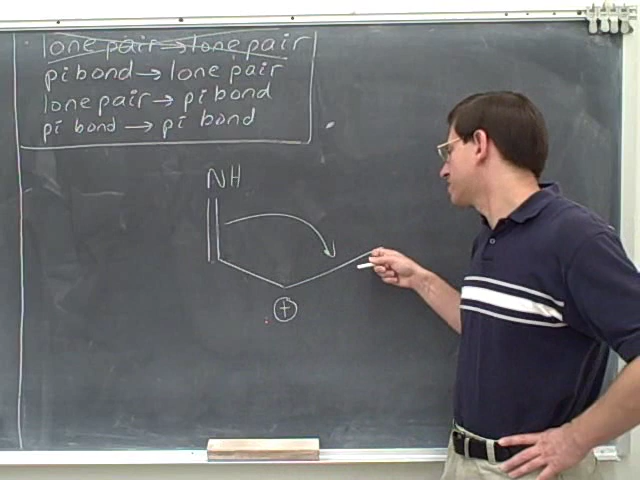 lone pair → lone pair
pi bond → lone pair
lone pair → pi bond
pi bond → pi bond
NH
+